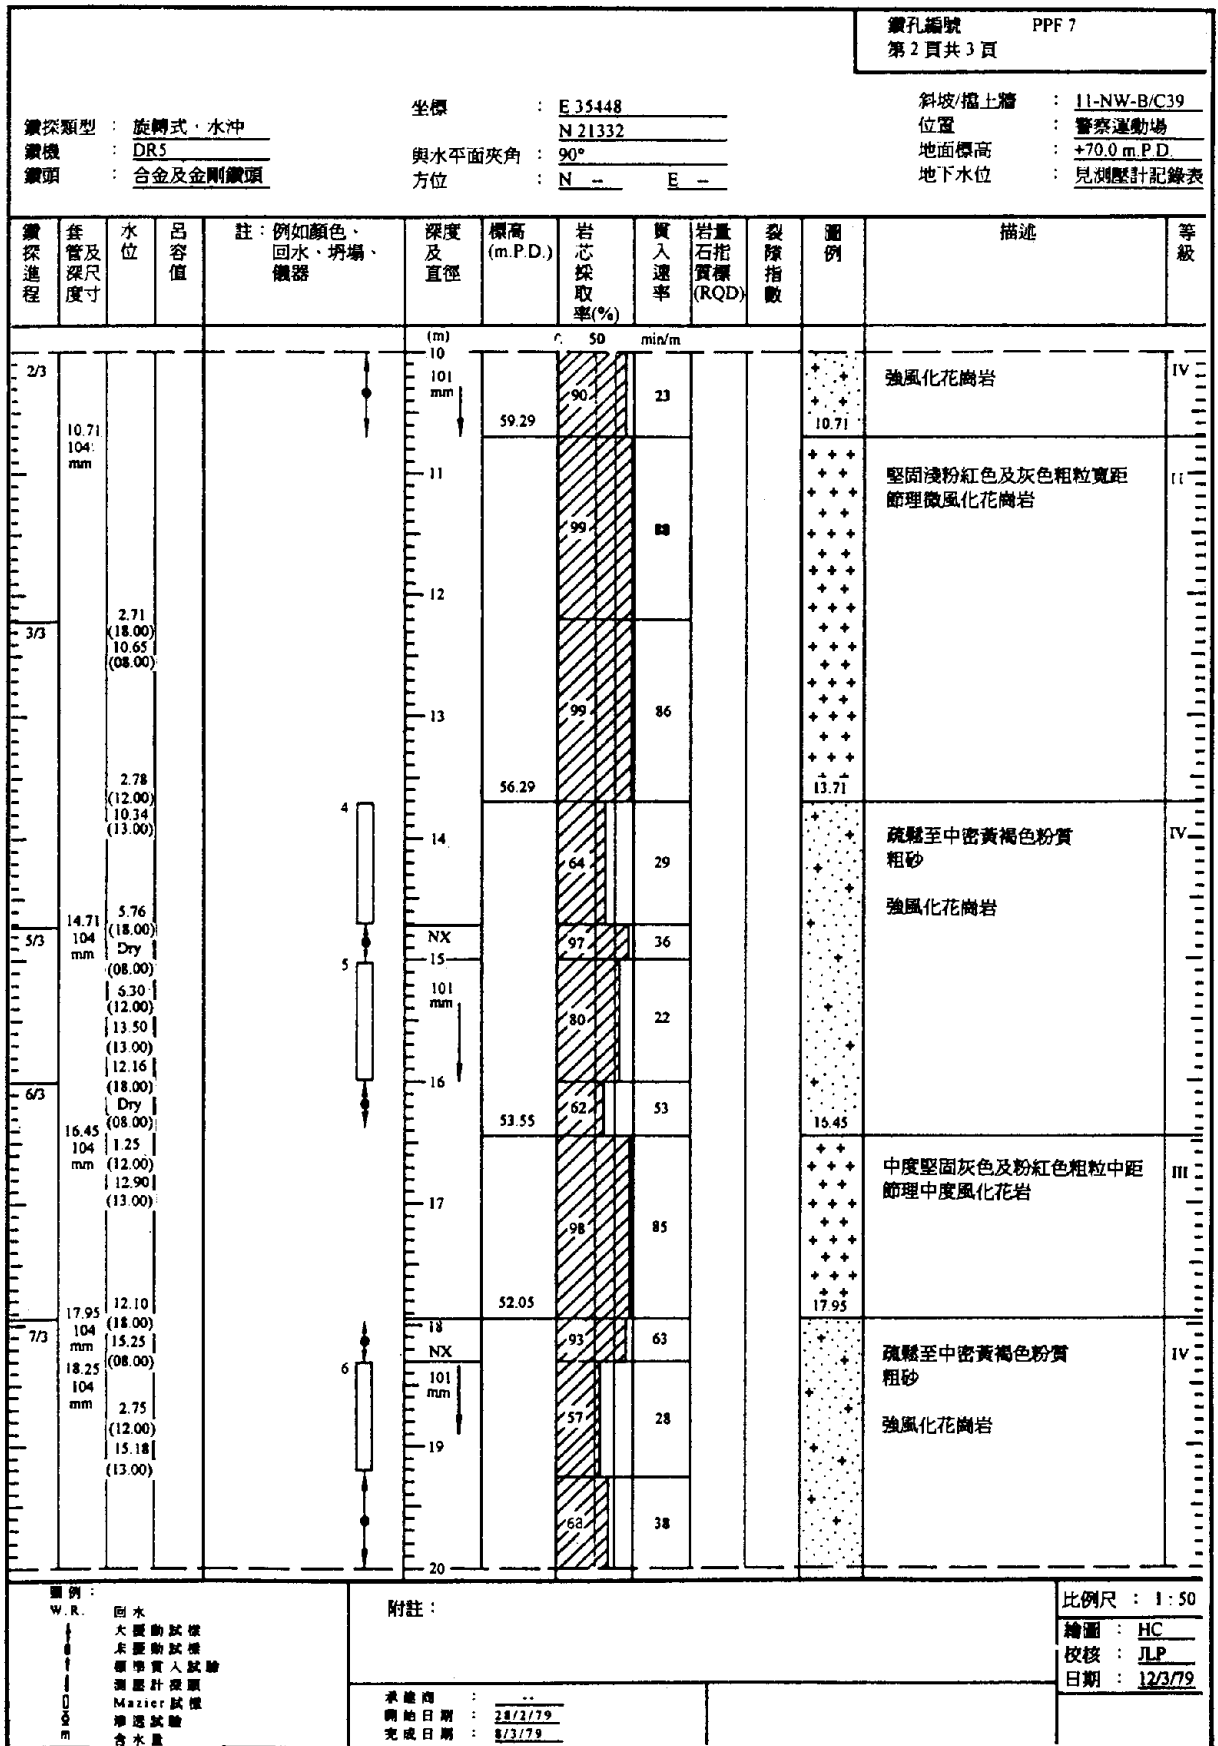 鑽孔編號 PPF 7
第 2 頁共 3 頁
鑽探類型 : 旋轉式，水沖
鑽機 : DR5
鑽頭 : 合金及金剛鑽頭
坐標 : E 35448
N 21332
與水平面夾角 : 90°
方位 : N -- E --
斜坡/擋土牆 : 11-NW-B/C39
位置 : 警察運動場
地面標高 : +70.0 m.P.D.
地下水位 : 見測壓計記錄表
鑽探進程
套管及深尺度寸
水位
呂容值
註：例如顏色、
回水、坍塌、
儀器
深度及直徑
標高 (m.P.D.)
岩芯採取率(%)
貫入速率
岩量石指質標 (RQD)
裂隙指數
圖例
描述
等級
(m)
50
min/m
2/3
10.71
104
mm
10
101
mm
59.29
90
23
10.71
強風化花崗岩
IV
11
99
88
堅固淺粉紅色及灰色粗粒寬距
節理微風化花崗岩
II
12
3/3
2.71
(18.00)
10.65
(08.00)
13
99
86
2.78
(12.00)
10.34
(13.00)
56.29
13.71
4
14
64
29
疏鬆至中密黃褐色粉質
粗砂
強風化花崗岩
IV
5/3
14.71
104
mm
5.76
(18.00)
Dry
(08.00)
6.30
(12.00)
13.50
(13.00)
12.16
(18.00)
Dry
(08.00)
NX
97
36
15
5
101
mm
80
22
16
6/3
62
53
16.45
104
mm
1.25
(12.00)
12.90
(13.00)
53.55
16.45
中度堅固灰色及粉紅色粗粒中距
節理中度風化花岩
III
17
98
85
12.10
(18.00)
15.25
(08.00)
17.95
104
mm
52.05
17.95
7/3
18
93
63
NX
18.25
104
mm
6
101
mm
疏鬆至中密黃褐色粉質
粗砂
強風化花崗岩
IV
2.75
(12.00)
15.18
(13.00)
57
28
19
38
20
圖例：
W.R. 回水
大擾動試樣
未擾動試樣
標準貫入試驗
測壓計探頭
Mazier 試樣
滲透試驗
m 含水量
附註：
承建商 : --
開始日期 : 28/2/79
完成日期 : 8/3/79
比例尺 : 1 : 50
繪圖 : HC
校核 : JLP
日期 : 12/3/79